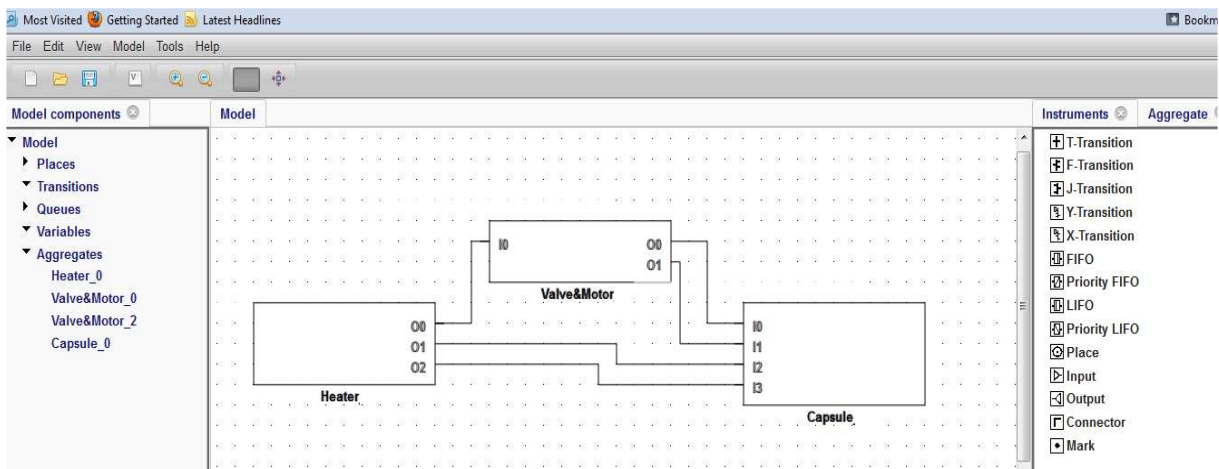 Most Visited Getting Started Latest Headlines
Bookm
File Edit View Model Tools Help
V
Model components
Model
Instruments
Aggregate
Model
Places
Transitions
Queues
Variables
Aggregates
Heater_0
Valve&Motor_0
Valve&Motor_2
Capsule_0
I0
O0
O1
Valve&Motor
O0
O1
O2
Heater
I0
I1
I2
I3
Capsule
T-Transition
F-Transition
J-Transition
Y-Transition
X-Transition
FIFO
Priority FIFO
LIFO
Priority LIFO
Place
Input
Output
Connector
Mark